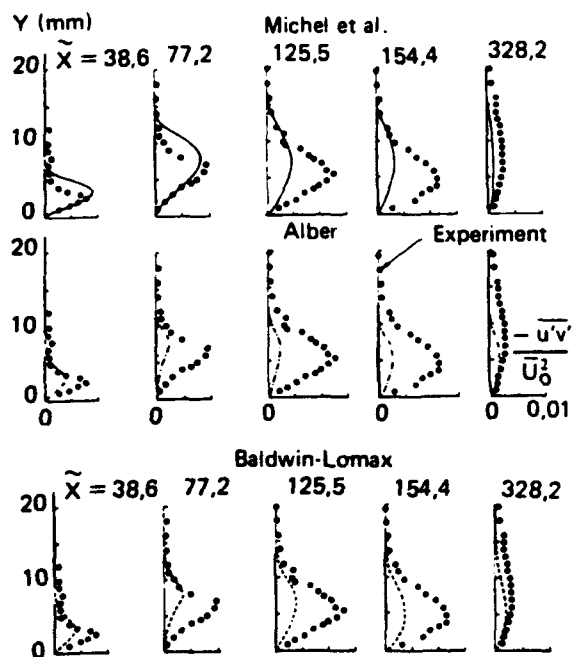 Y (mm) Michel et al.
x̃ = 38,6 77,2 125,5 154,4 328,2
20
10
0
Alber Experiment
20
10
0
0 0 0 0 0 0,01
− u'v'
Ū₀²
Baldwin-Lomax
x̃ = 38,6 77,2 125,5 154,4 328,2
20
10
0